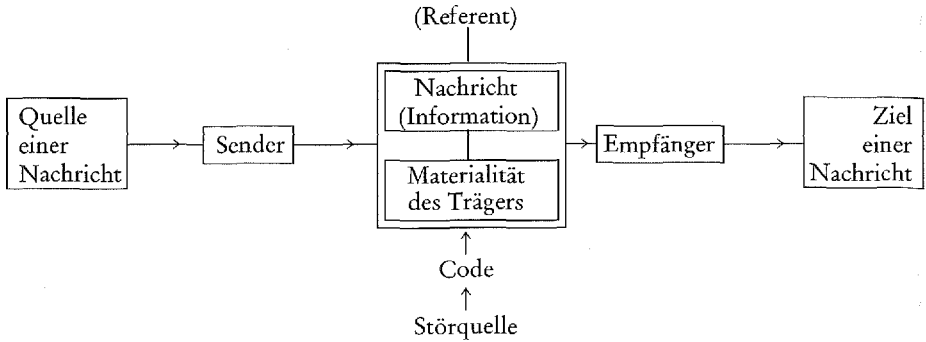 (Referent)
Quelle
einer
Nachricht
Sender
Nachricht
(Information)
Materialität
des Trägers
Empfänger
Ziel
einer
Nachricht
Code
Störquelle